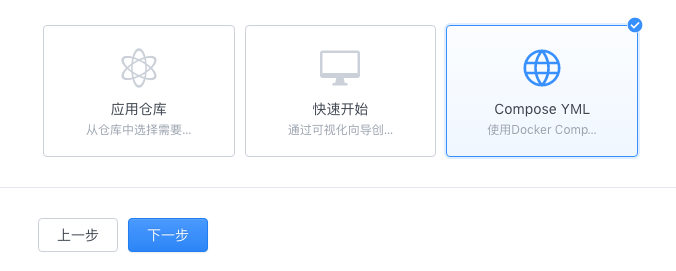 应用仓库
快速开始
Compose YML
从仓库中选择需要...
通过可视化向导创...
使用Docker Comp...
上一步
下一步